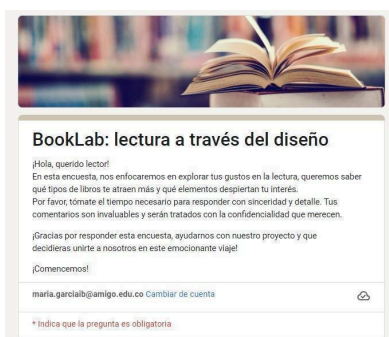 BookLab: lectura a través del diseño
¡Hola, querido lector!
En esta encuesta, nos enfocaremos en explorar tus gustos en la lectura, queremos saber
qué tipos de libros te atraen más y qué elementos despiertan tu interés.
Por favor, tómate el tiempo necesario para responder con sinceridad y detalle. Tus
comentarios son invaluables y serán tratados con la confidencialidad que merecen.
¡Gracias por responder esta encuesta, ayudarnos con nuestro proyecto y que
decidieras unirte a nosotros en este emocionante viaje!
¡Comencemos!
maria.garciaib@amigo.edu.co Cambiar de cuenta
* Indica que la pregunta es obligatoria